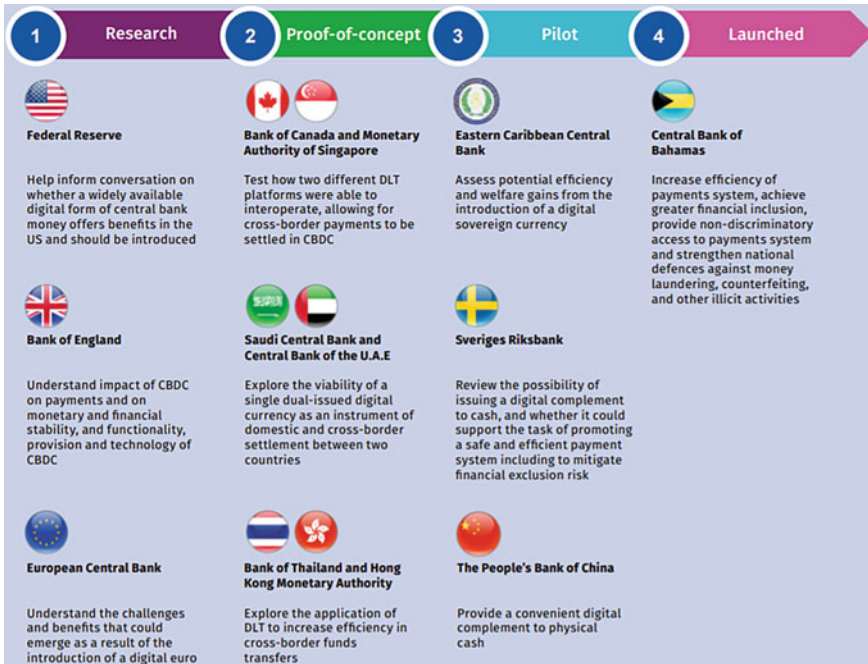 1 Research
2 Proof-of-concept
3 Pilot
4 Launched
Federal Reserve
Help inform conversation on
whether a widely available
digital form of central bank
money offers benefits in the
US and should be introduced
Bank of England
Understand impact of CBDC
on payments and on
monetary and financial
stability, and functionality,
provision and technology of
CBDC
European Central Bank
Understand the challenges
and benefits that could
emerge as a result of the
introduction of a digital euro
Bank of Canada and Monetary
Authority of Singapore
Test how two different DLT
platforms were able to
interoperate, allowing for
cross-border payments to be
settled in CBDC
Saudi Central Bank and
Central Bank of the U.A.E
Explore the viability of a
single dual-issued digital
currency as an instrument of
domestic and cross-border
settlement between two
countries
Bank of Thailand and Hong
Kong Monetary Authority
Explore the application of
DLT to increase efficiency in
cross-border funds
transfers
Eastern Caribbean Central
Bank
Assess potential efficiency
and welfare gains from the
introduction of a digital
sovereign currency
Sveriges Riksbank
Review the possibility of
issuing a digital complement
to cash, and whether it could
support the task of promoting
a safe and efficient payment
system including to mitigate
financial exclusion risk
The People's Bank of China
Provide a convenient digital
complement to physical
cash
Central Bank of
Bahamas
Increase efficiency of
payments system, achieve
greater financial inclusion,
provide non-discriminatory
access to payments system
and strengthen national
defences against money
laundering, counterfeiting,
and other illicit activities